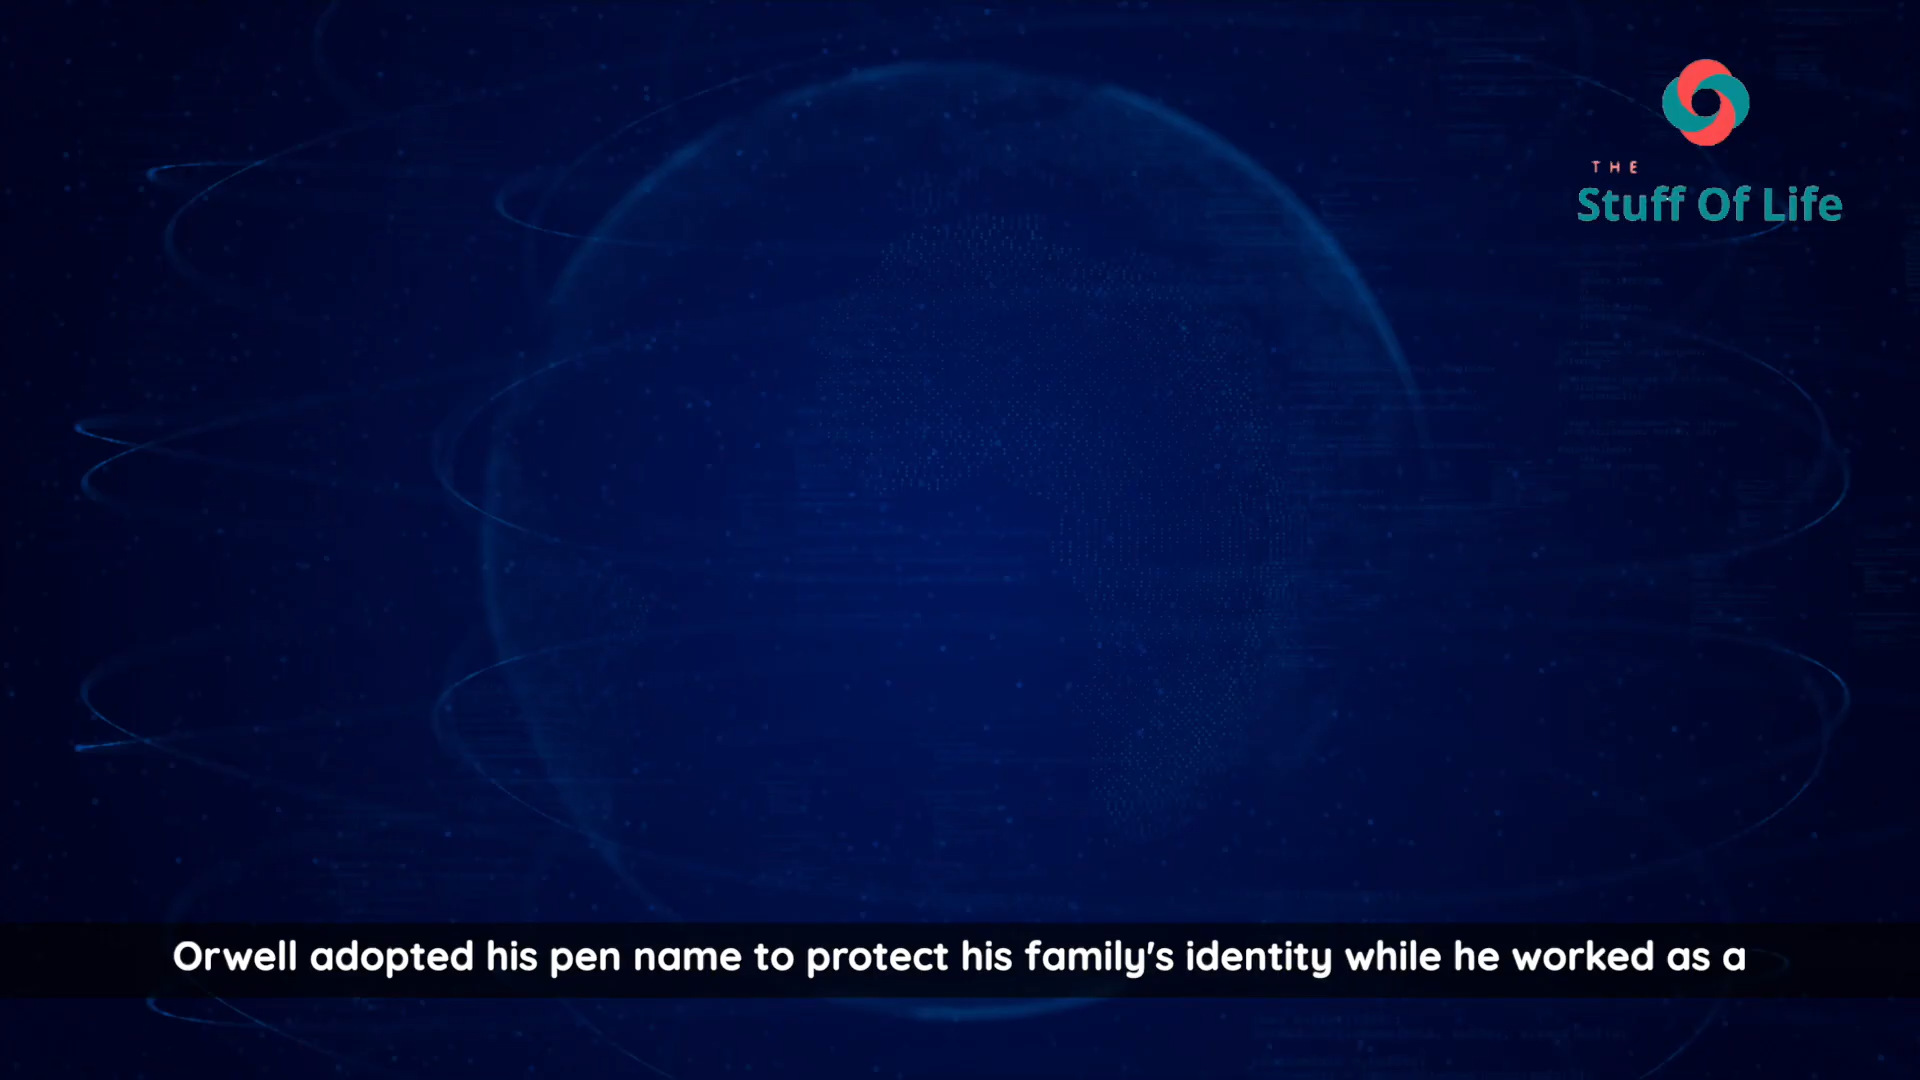 THE
Stuff Of Life
Orwell adopted his pen name to protect his family's identity while he worked as a